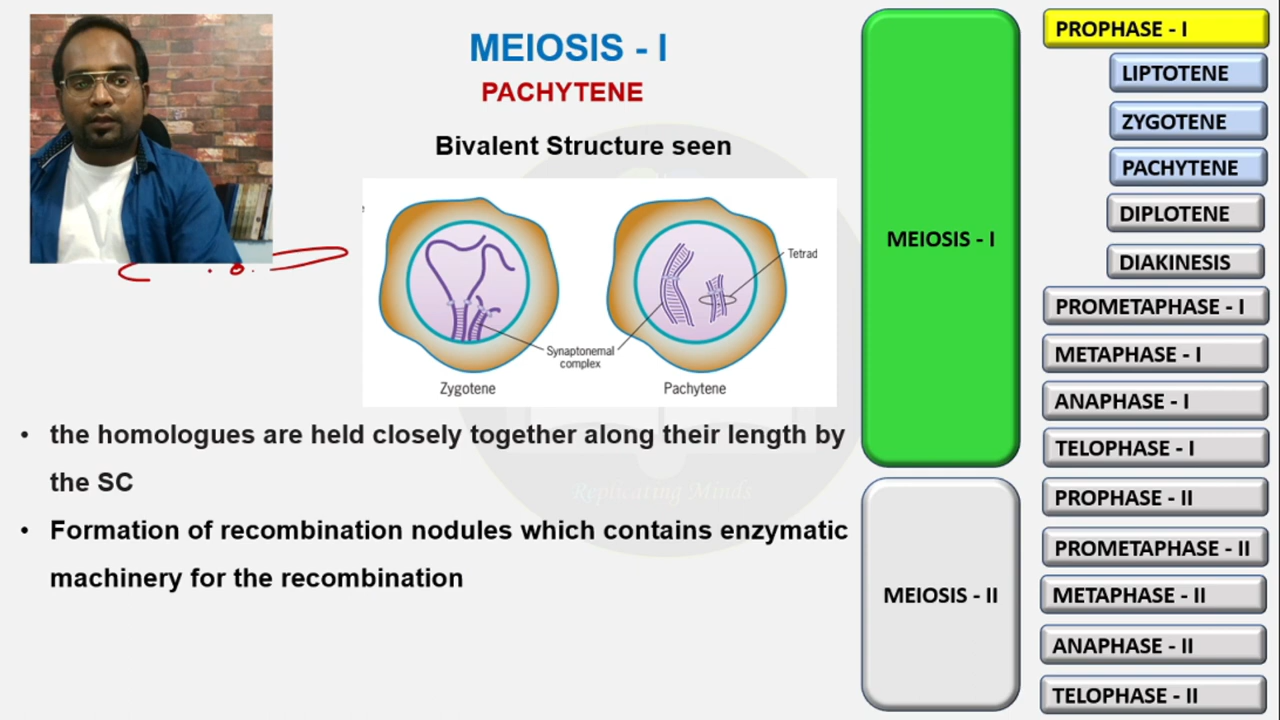 MEIOSIS - I
PACHYTENE
Bivalent Structure seen
Tetrad
Synaptonemal
complex
Zygotene
Pachytene
• the homologues are held closely together along their length by
the SC
• Formation of recombination nodules which contains enzymatic
machinery for the recombination
Replicating Minds
MEIOSIS - I
MEIOSIS - II
PROPHASE - I
LIPTOTENE
ZYGOTENE
PACHYTENE
DIPLOTENE
DIAKINESIS
PROMETAPHASE - I
METAPHASE - I
ANAPHASE - I
TELOPHASE - I
PROPHASE - II
PROMETAPHASE - II
METAPHASE - II
ANAPHASE - II
TELOPHASE - II